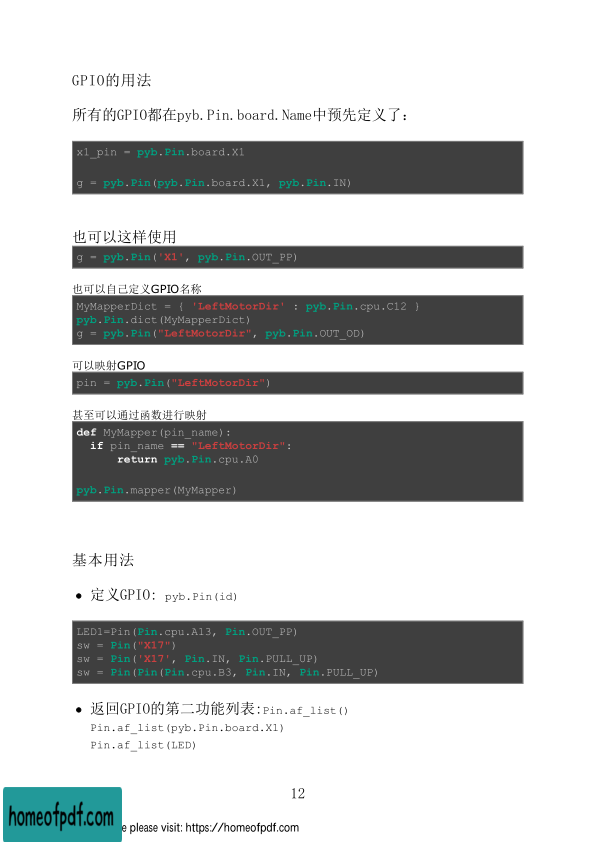 GPIO的用法
所有的GPIO都在pyb.Pin.board.Name中预先定义了:
x1_pin = pyb.Pin.board.X1
g = pyb.Pin(pyb.Pin.board.X1, pyb.Pin.IN)
也可以这样使用
g = pyb.Pin('X1', pyb.Pin.OUT_PP)
也可以自己定义GPIO名称
MyMapperDict = { 'LeftMotorDir' : pyb.Pin.cpu.C12 }
pyb.Pin.dict(MyMapperDict)
g = pyb.Pin("LeftMotorDir", pyb.Pin.OUT_OD)
可以映射GPIO
pin = pyb.Pin("LeftMotorDir")
甚至可以通过函数进行映射
def MyMapper(pin_name):
if pin_name == "LeftMotorDir":
return pyb.Pin.cpu.A0
pyb.Pin.mapper(MyMapper)
基本用法
● 定义GPIO: pyb.Pin(id)
LED1=Pin(Pin.cpu.A13, Pin.OUT_PP)
sw = Pin("X17")
sw = Pin('X17', Pin.IN, Pin.PULL_UP)
sw = Pin(Pin(Pin.cpu.B3, Pin.IN, Pin.PULL_UP)
● 返回GPIO的第二功能列表:Pin.af_list()
Pin.af_list(pyb.Pin.board.X1)
Pin.af_list(LED)
12
homeofpdf.com
e please visit: https://homeofpdf.com